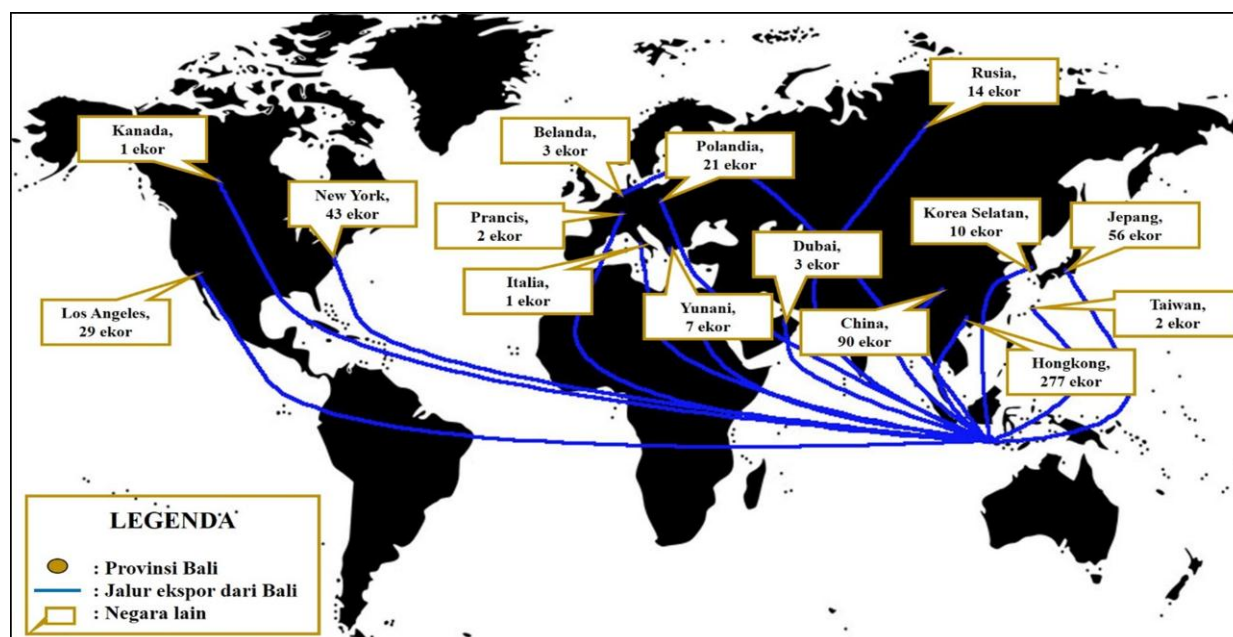 Rusia,
14 ekor
Kanada,
1 ekor
Belanda,
3 ekor
Polandia,
21 ekor
New York,
43 ekor
Prancis,
2 ekor
Korea Selatan,
10 ekor
Jepang,
56 ekor
Dubai,
3 ekor
Italia,
1 ekor
Los Angeles,
29 ekor
Yunani,
7 ekor
China,
90 ekor
Taiwan,
2 ekor
Hongkong,
277 ekor
LEGENDA
: Provinsi Bali
: Jalur ekspor dari Bali
: Negara lain